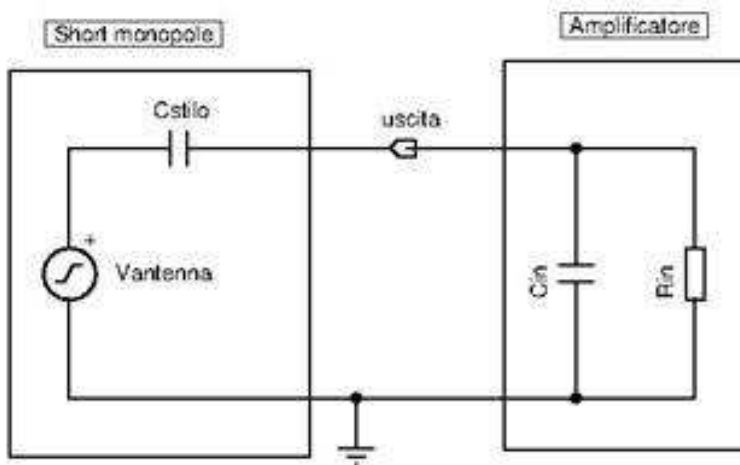 Short monopole
Amplificatore
Cstilo
uscita
+
Vantenna
Cin
Rin